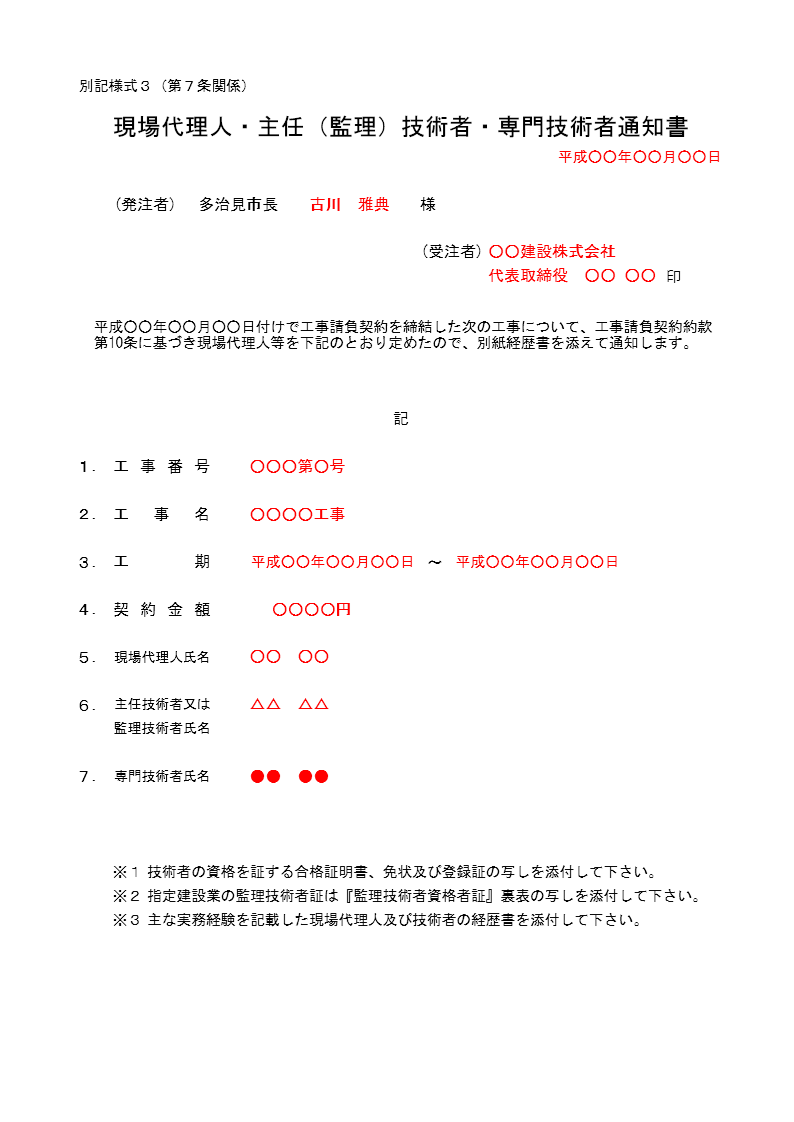 別記様式３（第７条関係）
現場代理人・主任（監理）技術者・専門技術者通知書
平成〇〇年〇〇月〇〇日
（発注者）　多治見市長　　古川　雅典　　様
（受注者）〇〇建設株式会社
代表取締役　〇〇 〇〇 印
平成〇〇年〇〇月〇〇日付けで工事請負契約を締結した次の工事について、工事請負契約約款
第10条に基づき現場代理人等を下記のとおり定めたので、別紙経歴書を添えて通知します。
記
１．工 事 番 号　　〇〇〇第〇号
２．工　事　名　　〇〇〇〇工事
３．工　　　期　　平成〇〇年〇〇月〇〇日　～　平成〇〇年〇〇月〇〇日
４．契 約 金 額　　〇〇〇〇円
５．現場代理人氏名　　〇〇　〇〇
６．主任技術者又は　　△△　△△
監理技術者氏名
７．専門技術者氏名　　●●　●●
※１ 技術者の資格を証する合格証明書、免状及び登録証の写しを添付して下さい。
※２ 指定建設業の監理技術者証は『監理技術者資格者証』裏表の写しを添付して下さい。
※３ 主な実務経験を記載した現場代理人及び技術者の経歴書を添付して下さい。